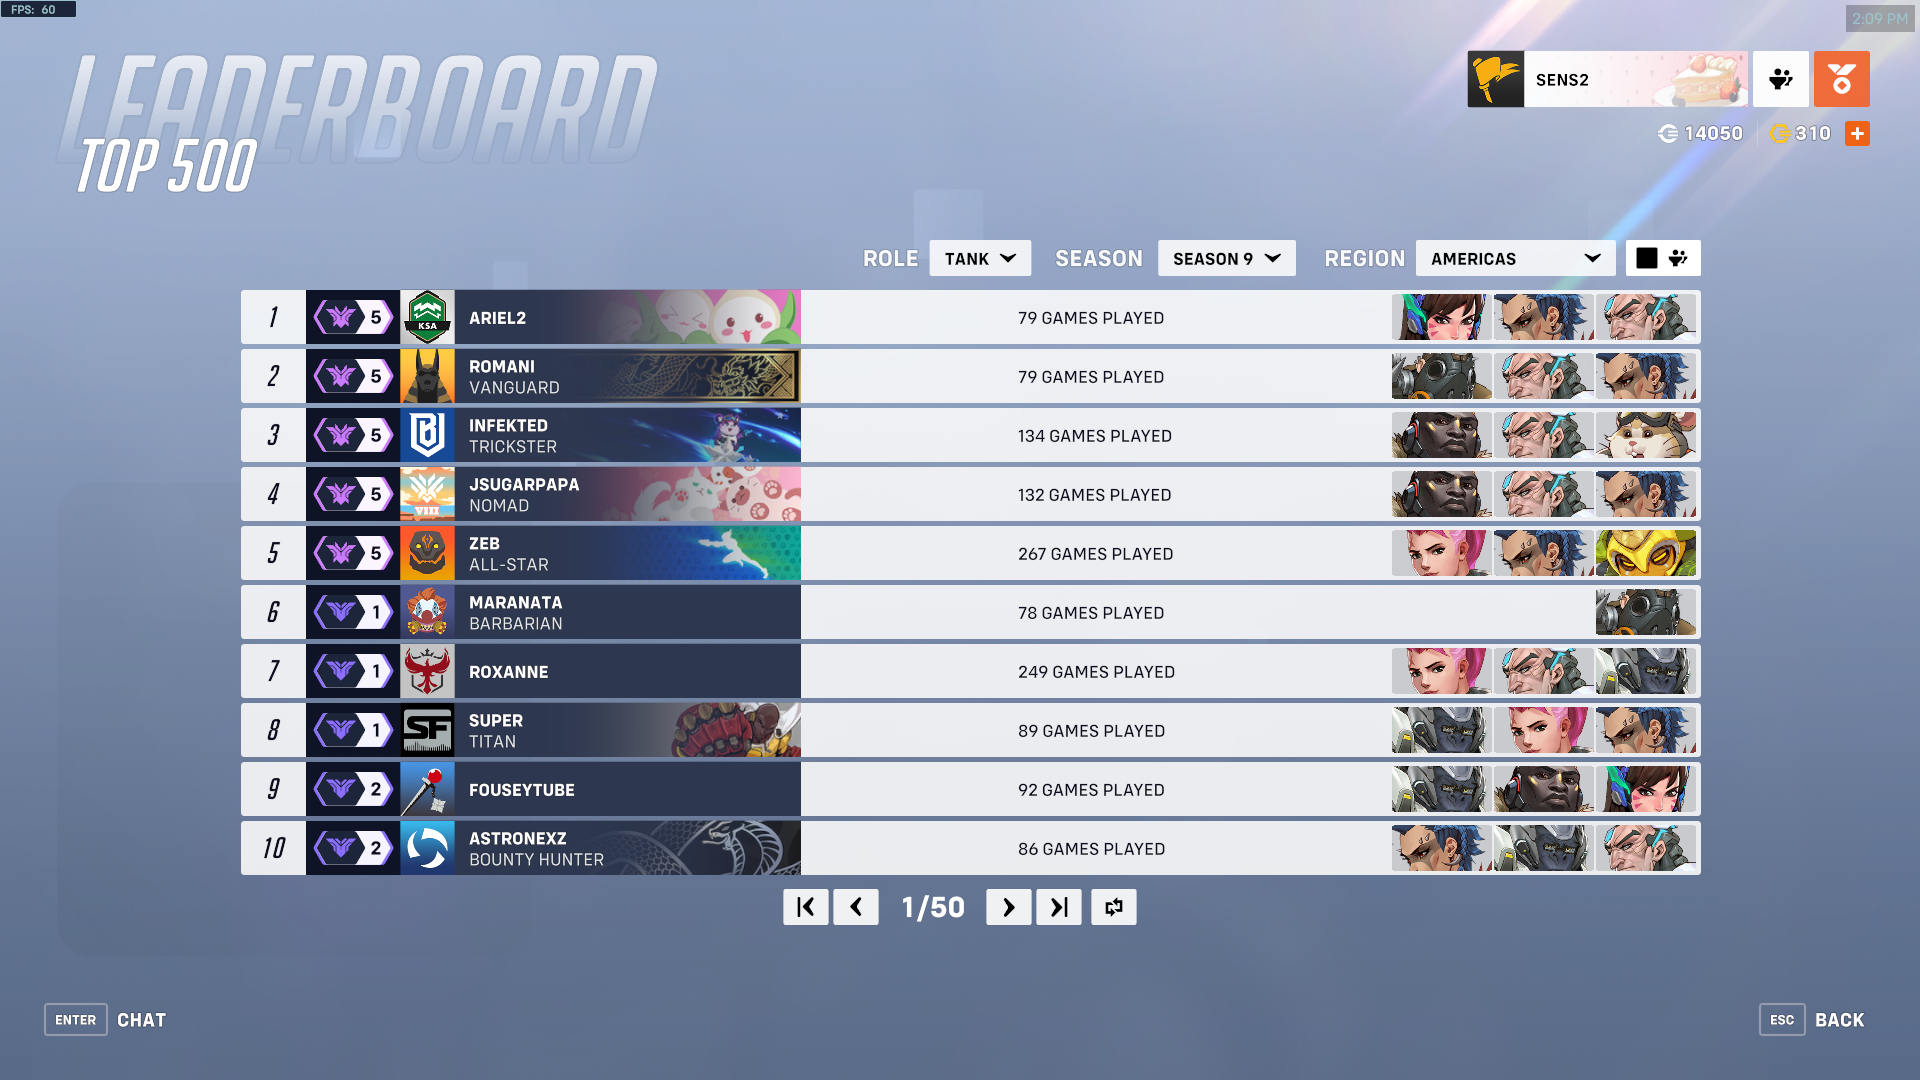 FPS: 60
2:09 PM
LEADERBOARD
TOP 500
SENS2
14050 310
ROLE TANK SEASON SEASON 9 REGION AMERICAS
1 5 KSA ARIEL2 79 GAMES PLAYED
2 5 ROMANI 79 GAMES PLAYED
VANGUARD
3 5 INFEKTED 134 GAMES PLAYED
TRICKSTER
4 5 VIII JSUGARPAPA 132 GAMES PLAYED
NOMAD
5 5 ZEB 267 GAMES PLAYED
ALL-STAR
6 1 MARANATA 78 GAMES PLAYED
BARBARIAN
7 1 ROXANNE 249 GAMES PLAYED
8 1 SF SUPER 89 GAMES PLAYED
TITAN
9 2 FOUSEYTUBE 92 GAMES PLAYED
10 2 ASTRONEXZ 86 GAMES PLAYED
BOUNTY HUNTER
1/50
ENTER CHAT
ESC BACK